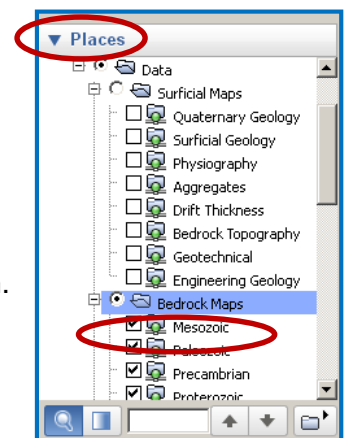 Places
Data
Surficial Maps
Quaternary Geology
Surficial Geology
Physiography
Aggregates
Drift Thickness
Bedrock Topography
Geotechnical
Engineering Geology
Bedrock Maps
Mesozoic
Paleozoic
Precambrian
Proterozoic